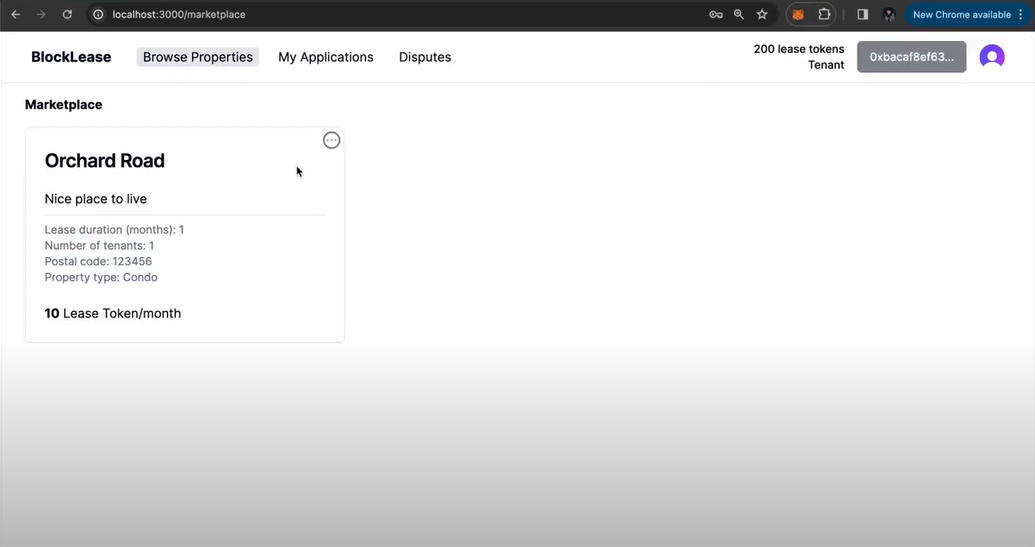 localhost:3000/marketplace
New Chrome available
BlockLease
Browse Properties
My Applications
Disputes
200 lease tokens
Tenant
0xbacaf8ef63...
Marketplace
Orchard Road
Nice place to live
Lease duration (months): 1
Number of tenants: 1
Postal code: 123456
Property type: Condo
10 Lease Token/month